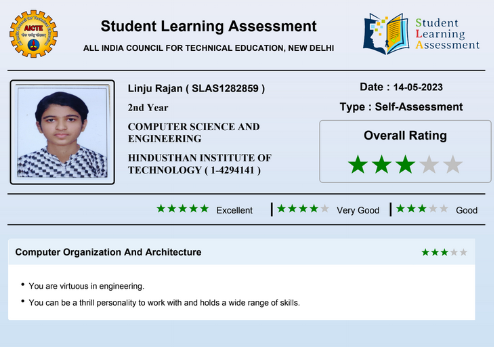 AICTE
Student Learning Assessment
ALL INDIA COUNCIL FOR TECHNICAL EDUCATION, NEW DELHI
Student
Learning
Assessment
Linju Rajan ( SLAS1282859 )
2nd Year
COMPUTER SCIENCE AND
ENGINEERING
HINDUSTHAN INSTITUTE OF
TECHNOLOGY ( 1-4294141 )
Date : 14-05-2023
Type : Self-Assessment
Overall Rating
Excellent
Very Good
Good
Computer Organization And Architecture
• You are virtuous in engineering.
• You can be a thrill personality to work with and holds a wide range of skills.